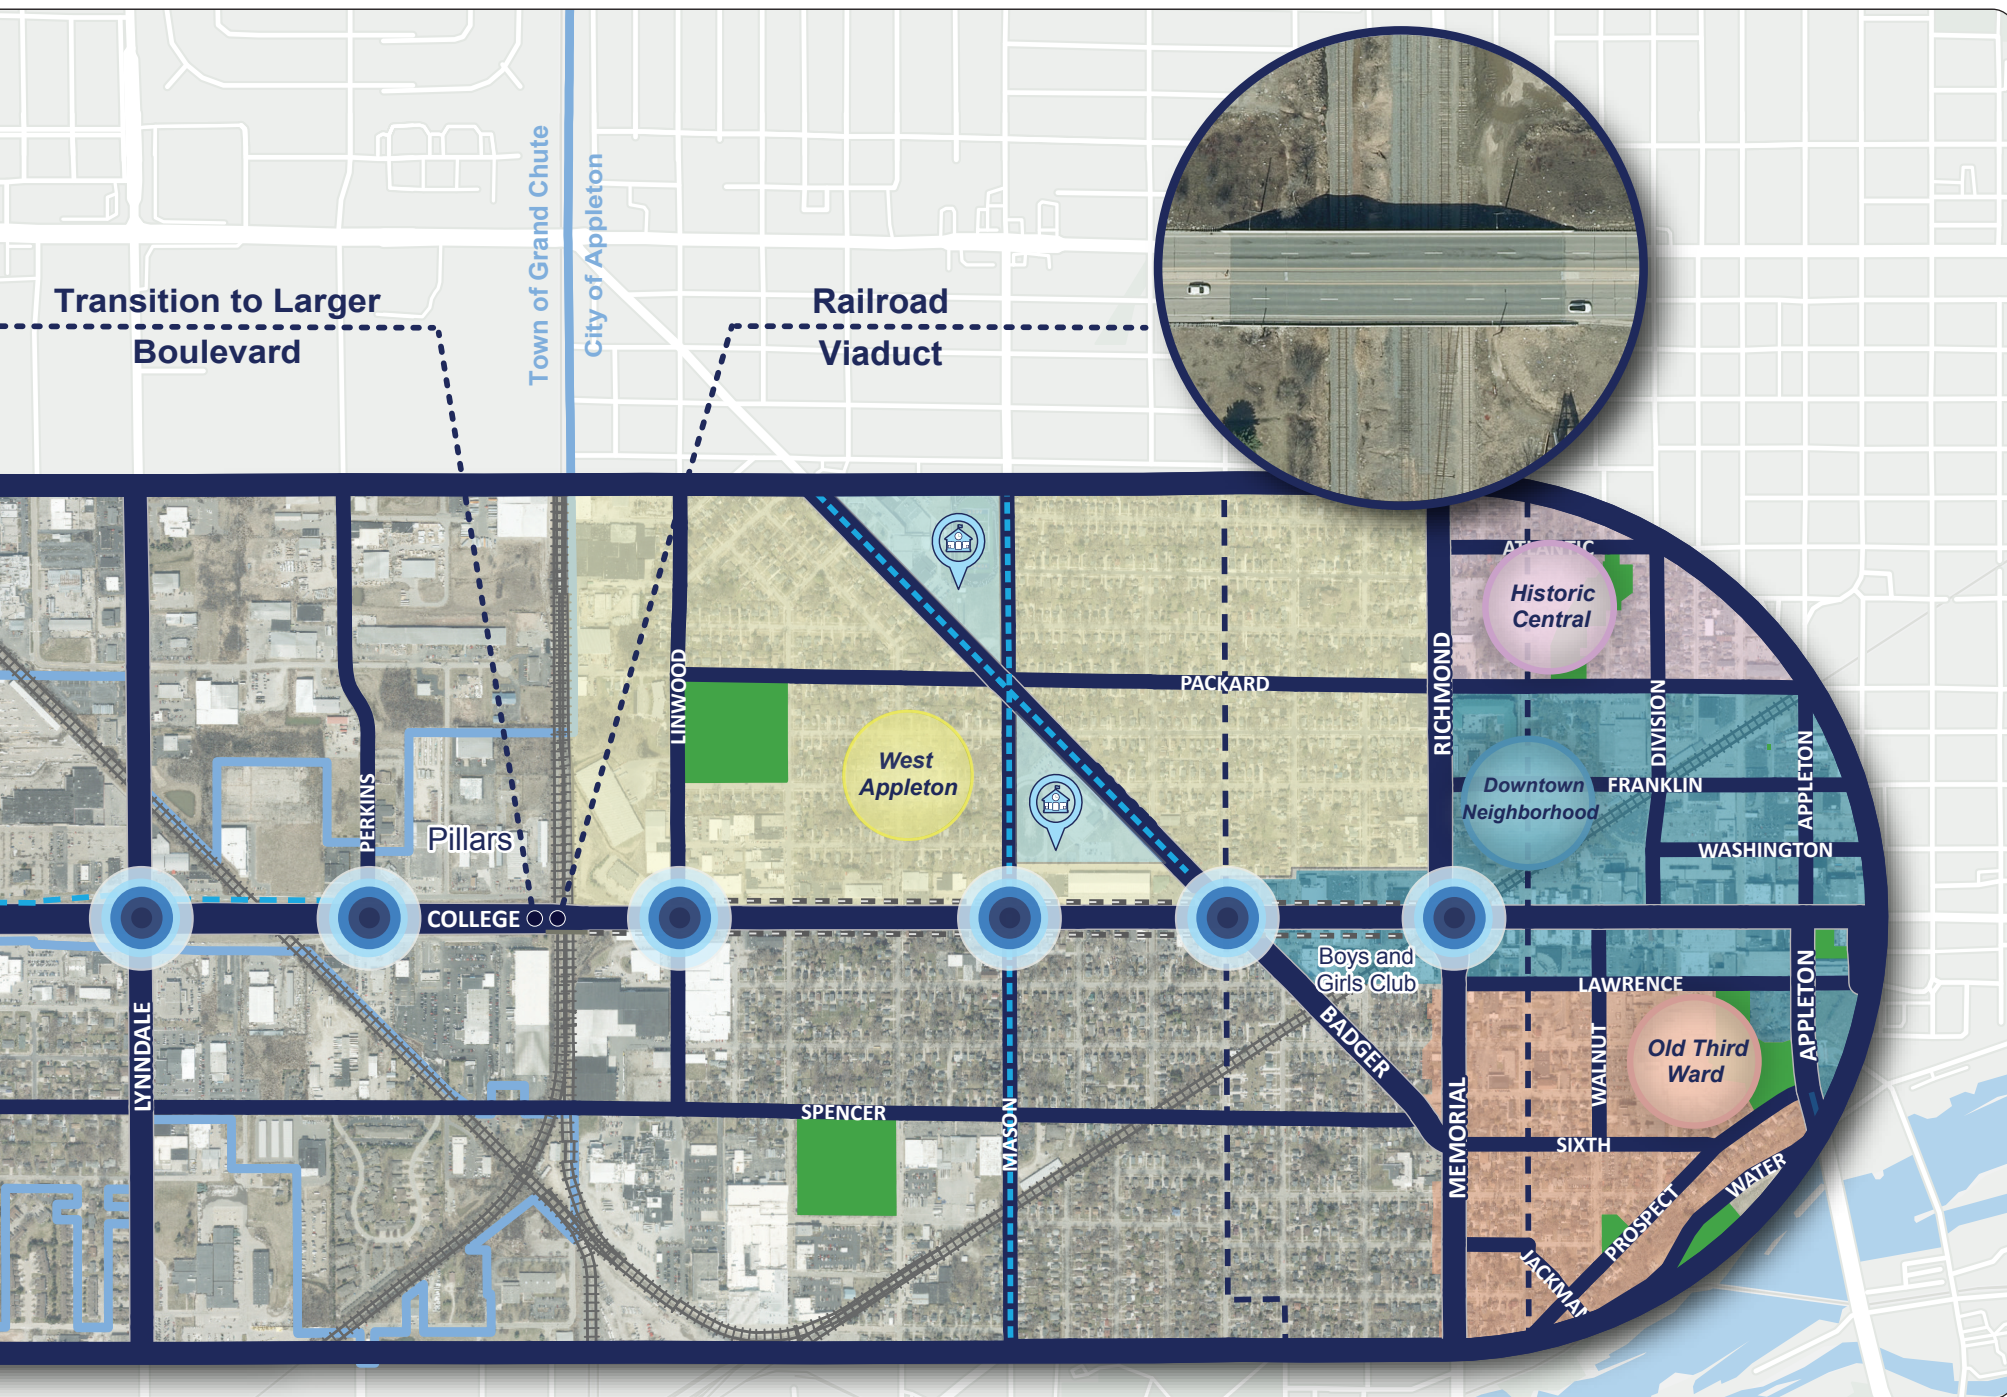 Town of Grand Chute
City of Appleton
Transition to Larger
Boulevard
Railroad
Viaduct
ATLANTIC
Historic
Central
LINWOOD
PACKARD
RICHMOND
DIVISION
West
Appleton
PERKINS
Pillars
Downtown
Neighborhood
FRANKLIN
APPLETON
WASHINGTON
COLLEGE
Boys and
Girls Club
LAWRENCE
APPLETON
LYNNDALE
BADGER
WALNUT
Old Third
Ward
SPENCER
MASON
MEMORIAL
SIXTH
WATER
PROSPECT
JACKMAN